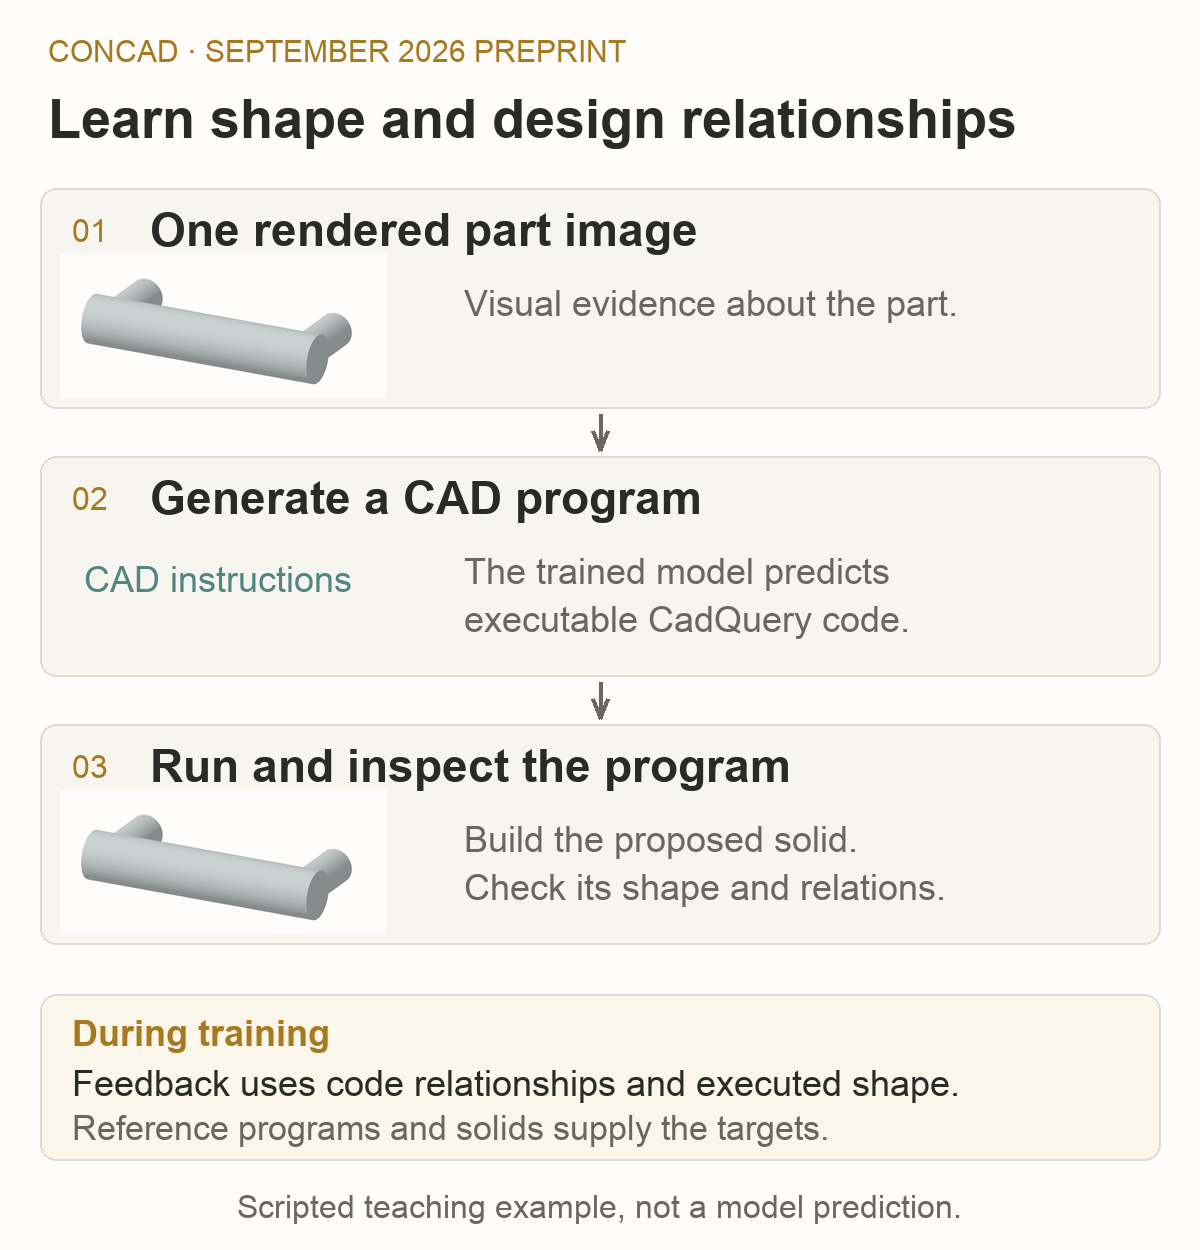 CONCAD · SEPTEMBER 2026 PREPRINT
Learn shape and design relationships
01 One rendered part image
Visual evidence about the part.
02 Generate a CAD program
CAD instructions
The trained model predicts
executable CadQuery code.
03 Run and inspect the program
Build the proposed solid.
Check its shape and relations.
During training
Feedback uses code relationships and executed shape.
Reference programs and solids supply the targets.
Scripted teaching example, not a model prediction.